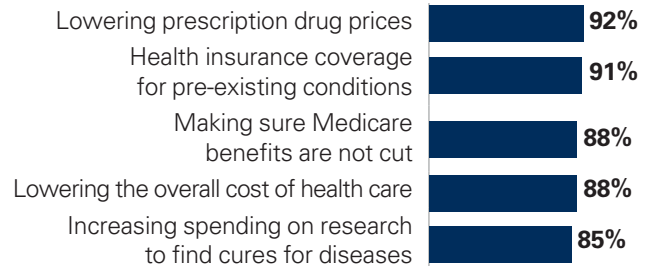 Lowering prescription drug prices 92%
Health insurance coverage
for pre-existing conditions 91%
Making sure Medicare
benefits are not cut 88%
Lowering the overall cost of health care 88%
Increasing spending on research
to find cures for diseases 85%